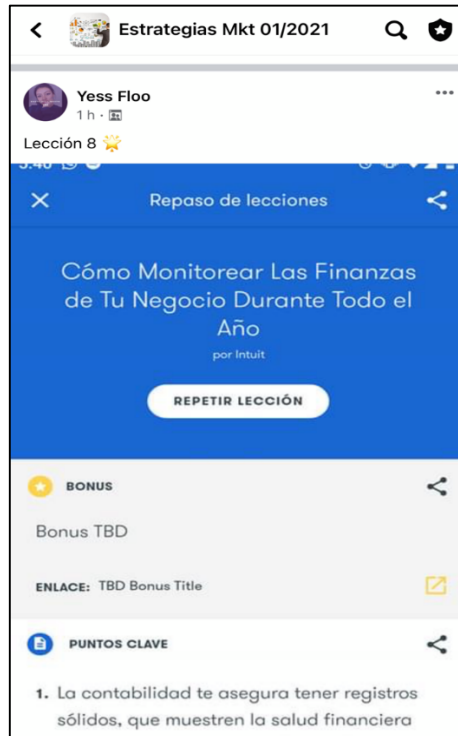 Estrategias Mkt 01/2021
Yess Floo
1 h ·
Lección 8
Repaso de lecciones
Cómo Monitorear Las Finanzas
de Tu Negocio Durante Todo el
Año
por Intuit
REPETIR LECCIÓN
BONUS
Bonus TBD
ENLACE: TBD Bonus Title
PUNTOS CLAVE
1. La contabilidad te asegura tener registros
sólidos, que muestren la salud financiera